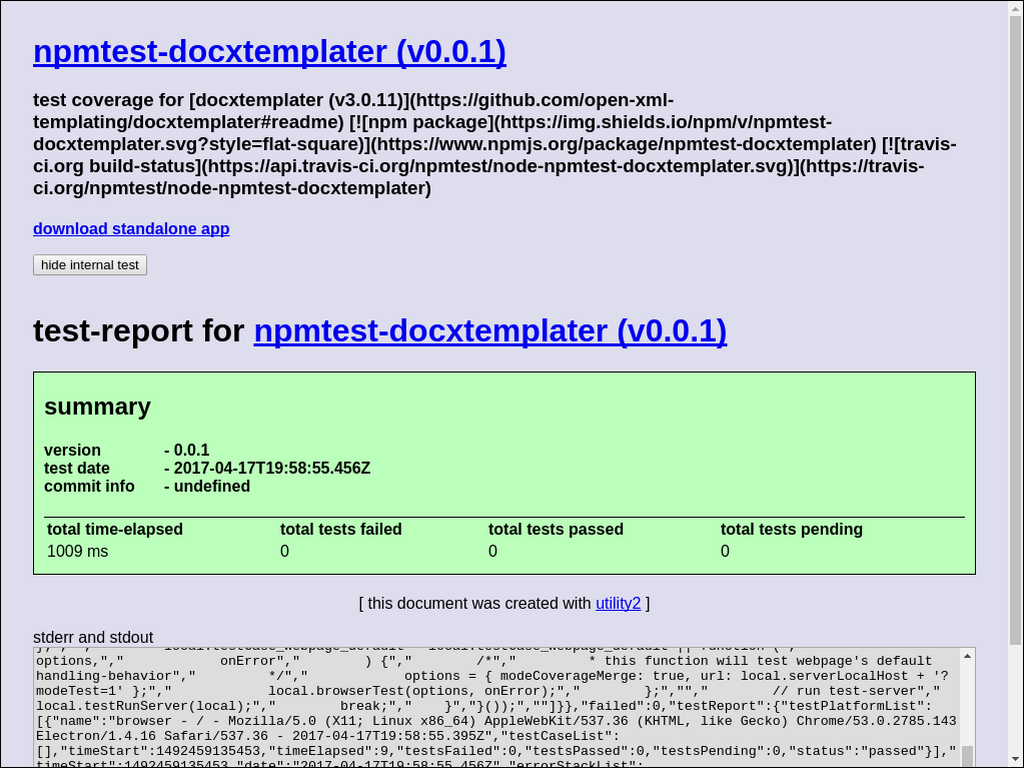 npmtest-docxtemplater (v0.0.1)
test coverage for [docxtemplater (v3.0.11)](https://github.com/open-xml-
templating/docxtemplater#readme) [![npm package](https://img.shields.io/npm/v/npmtest-
docxtemplater.svg?style=flat-square)](https://www.npmjs.org/package/npmtest-docxtemplater) [![travis-
ci.org build-status](https://api.travis-ci.org/npmtest/node-npmtest-docxtemplater.svg)](https://travis-
ci.org/npmtest/node-npmtest-docxtemplater)
download standalone app
hide internal test
test-report for npmtest-docxtemplater (v0.0.1)
summary
version - 0.0.1
test date - 2017-04-17T19:58:55.456Z
commit info - undefined
total time-elapsed total tests failed total tests passed total tests pending
1009 ms 0 0 0
[ this document was created with utility2 ]
stderr and stdout
options,"," onError"," ) {"," /*"," * this function will test webpage's default
handling-behavior"," */"," options = { modeCoverageMerge: true, url: local.serverLocalHost + '?
modeTest=1' };"," local.browserTest(options, onError);"," };",""," // run test-server","
local.testRunServer(local);"," break;"," }","}());",""]}},"failed":0,"testReport":{"testPlatformList":
[{"name":"browser - / - Mozilla/5.0 (X11; Linux x86_64) AppleWebKit/537.36 (KHTML, like Gecko) Chrome/53.0.2785.143
Electron/1.4.16 Safari/537.36 - 2017-04-17T19:58:55.395Z","testCaseList":
[],"timeStart":1492459135453,"timeElapsed":9,"testsFailed":0,"testsPassed":0,"testsPending":0,"status":"passed"}],"
timeStart":1492459135453,"date":"2017-04-17T19:58:55.456Z","errorStackList":